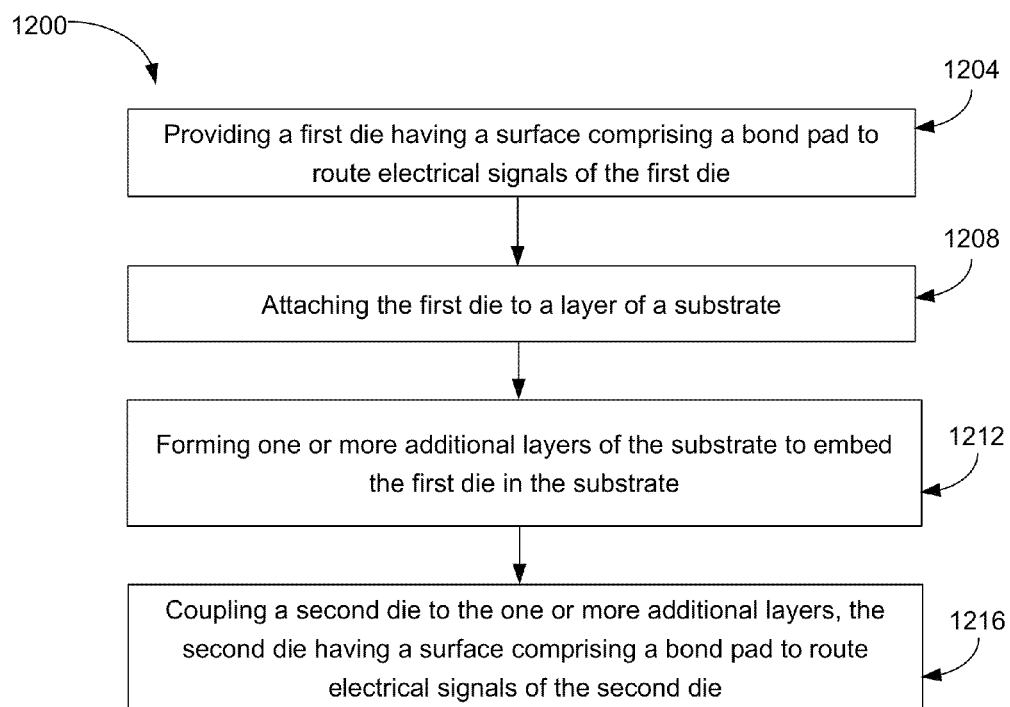 1200
1204
Providing a first die having a surface comprising a bond pad to
route electrical signals of the first die
1208
Attaching the first die to a layer of a substrate
1212
Forming one or more additional layers of the substrate to embed
the first die in the substrate
1216
Coupling a second die to the one or more additional layers, the
second die having a surface comprising a bond pad to route
electrical signals of the second die